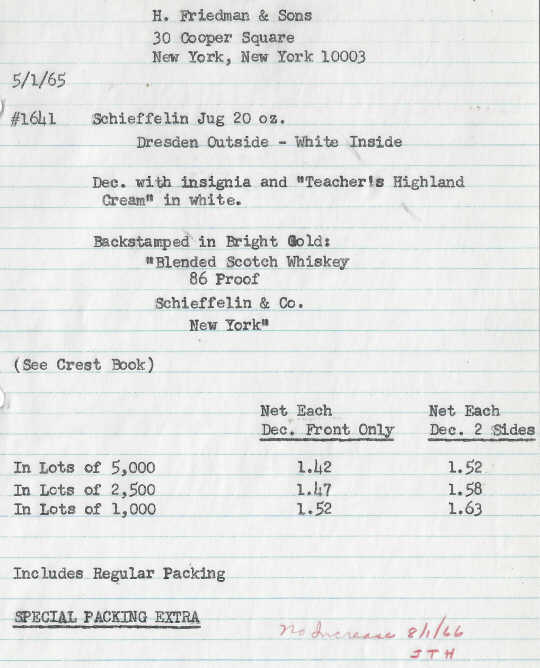 H. Friedman & Sons
30 Cooper Square
New York, New York 10003
5/1/65
#1641 Schieffelin Jug 20 oz.
Dresden Outside - White Inside
Dec. with insignia and "Teacher's Highland
Cream" in white.
Backstamped in Bright Gold:
"Blended Scotch Whiskey
86 Proof
Schieffelin & Co.
New York"
(See Crest Book)
Net Each Net Each
Dec. Front Only Dec. 2 Sides
In Lots of 5,000 1.42 1.52
In Lots of 2,500 1.47 1.58
In Lots of 1,000 1.52 1.63
Includes Regular Packing
SPECIAL PACKING EXTRA
No Increase 8/1/66
JTH